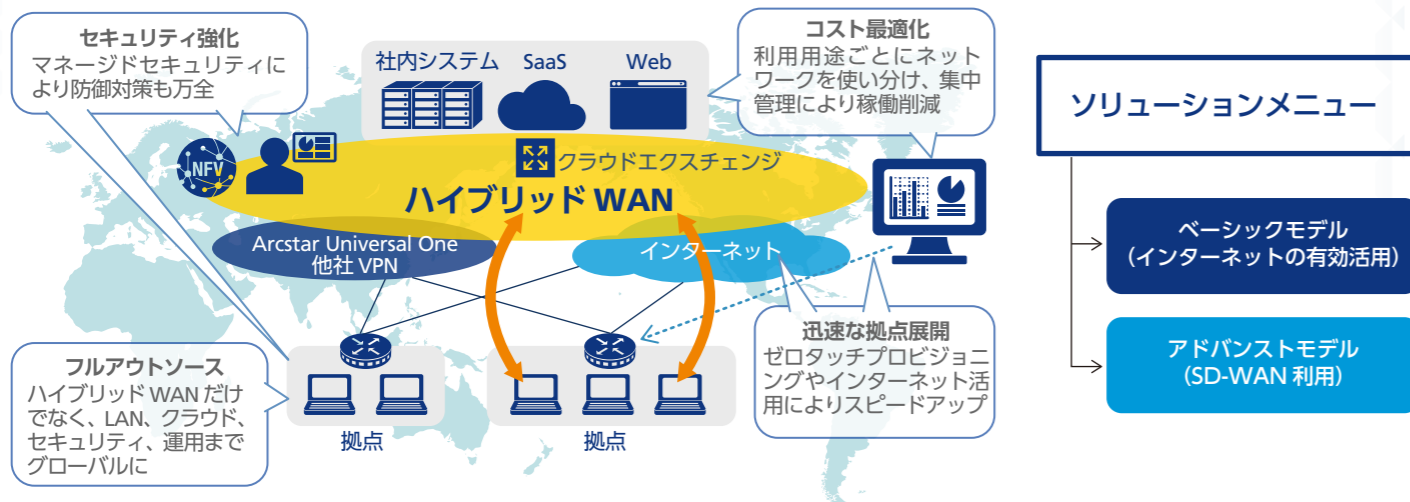 セキュリティ強化
マネージドセキュリティに
より防御対策も万全
社内システム
SaaS
Web
コスト最適化
利用用途ごとにネット
ワークを使い分け、集中
管理により稼働削減
NFV
クラウドエクスチェンジ
ハイブリッド WAN
Arcstar Universal One
他社 VPN
インターネット
フルアウトソース
ハイブリッド WAN だけ
でなく、LAN、クラウド、
セキュリティ、運用まで
グローバルに
拠点
拠点
迅速な拠点展開
ゼロタッチプロビジョニ
ングやインターネット活
用によりスピードアップ
ソリューションメニュー
ベーシックモデル
（インターネットの有効活用）
アドバンストモデル
（SD-WAN 利用）